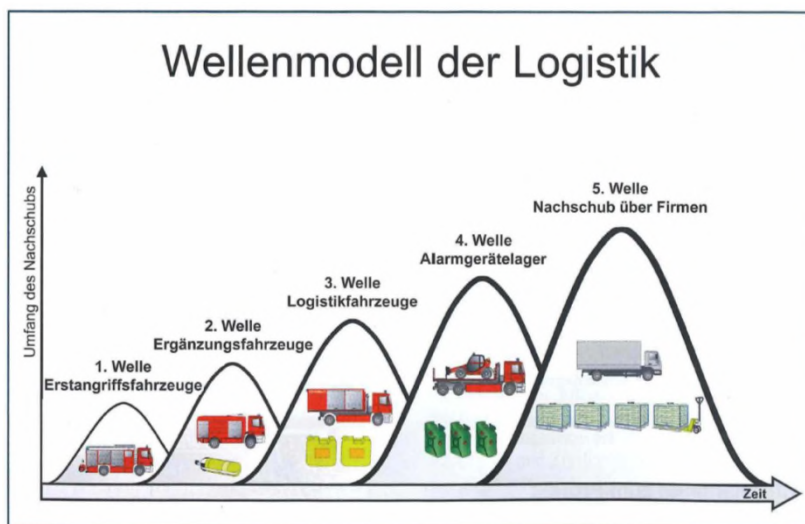 Wellenmodell der Logistik
Umfang des Nachschubs
1. Welle
Erstangriffsfahrzeuge
2. Welle
Ergänzungsfahrzeuge
3. Welle
Logistikfahrzeuge
4. Welle
Alarmgerätelager
5. Welle
Nachschub über Firmen
Zeit